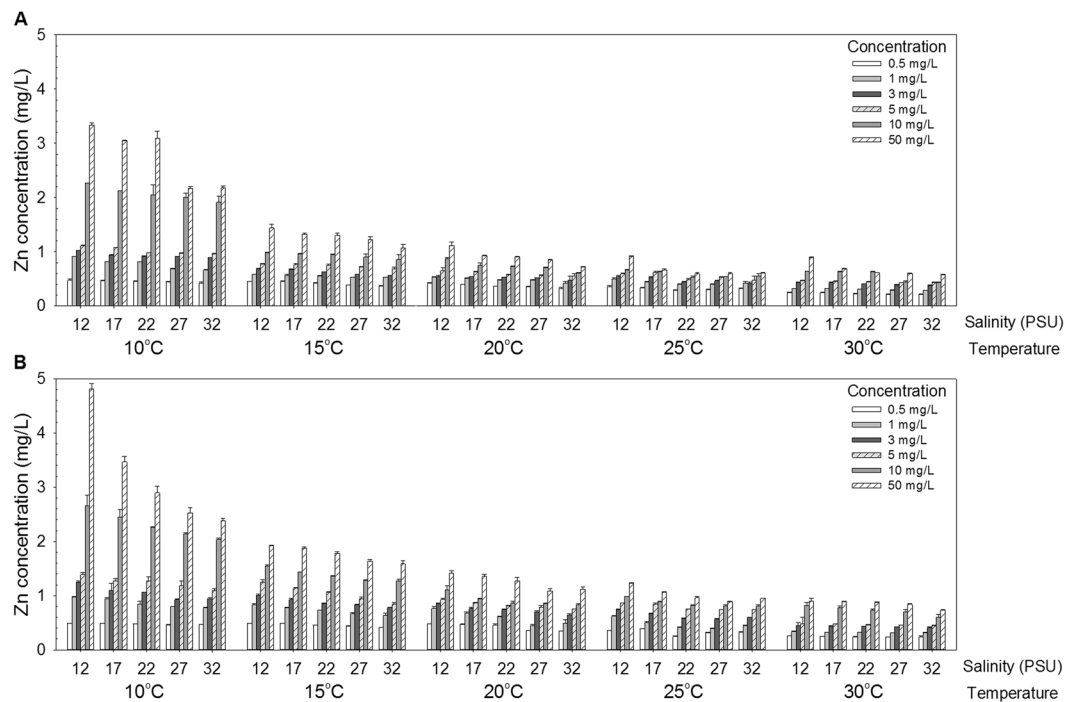 A
Zn concentration (mg/L)
5
4
3
2
1
0
Concentration
0.5 mg/L
1 mg/L
3 mg/L
5 mg/L
10 mg/L
50 mg/L
12 17 22 27 32 12 17 22 27 32 12 17 22 27 32 12 17 22 27 32 12 17 22 27 32 Salinity (PSU)
10°C 15°C 20°C 25°C 30°C Temperature
B
Zn concentration (mg/L)
5
4
3
2
1
0
Concentration
0.5 mg/L
1 mg/L
3 mg/L
5 mg/L
10 mg/L
50 mg/L
12 17 22 27 32 12 17 22 27 32 12 17 22 27 32 12 17 22 27 32 12 17 22 27 32 Salinity (PSU)
10°C 15°C 20°C 25°C 30°C Temperature